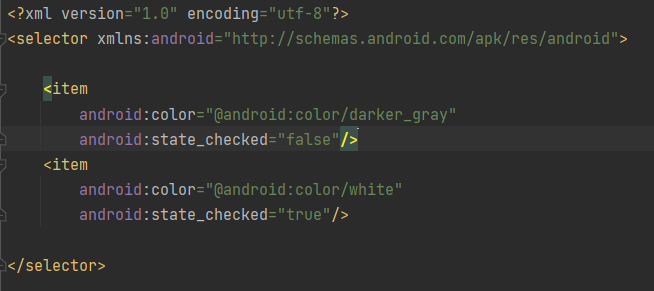 <?xml version="1.0" encoding="utf-8"?>
<selector xmlns:android="http://schemas.android.com/apk/res/android">
<item
android:color="@android:color/darker_gray"
android:state_checked="false"/>
<item
android:color="@android:color/white"
android:state_checked="true"/>
</selector>